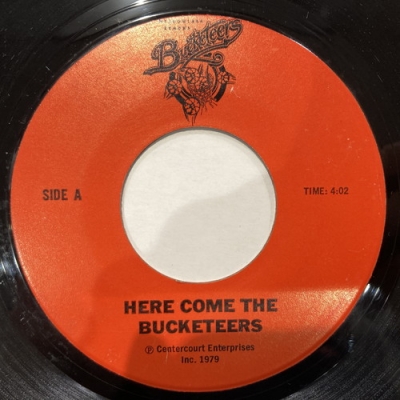 Bucketeers
SIDE A
TIME: 4:02
HERE COME THE
BUCKETEERS
℗ Centercourt Enterprises
Inc. 1979